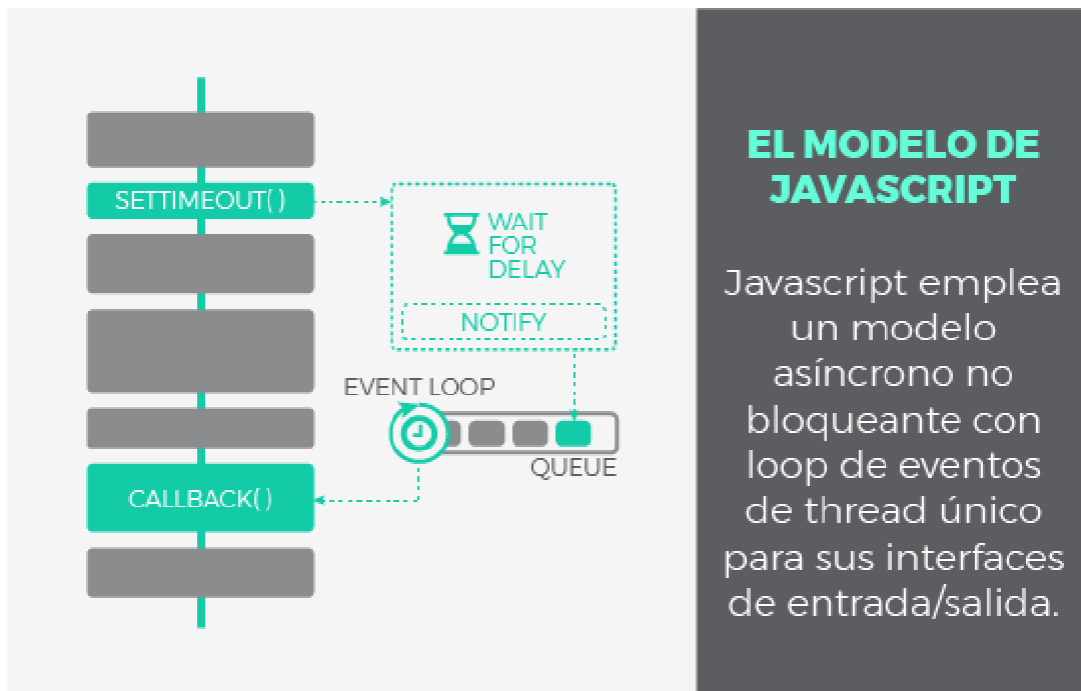 SETTIMEOUT( )
WAIT
FOR
DELAY
NOTIFY
EVENT LOOP
QUEUE
CALLBACK( )
EL MODELO DE
JAVASCRIPT
Javascript emplea
un modelo
asíncrono no
bloqueante con
loop de eventos
de thread único
para sus interfaces
de entrada/salida.